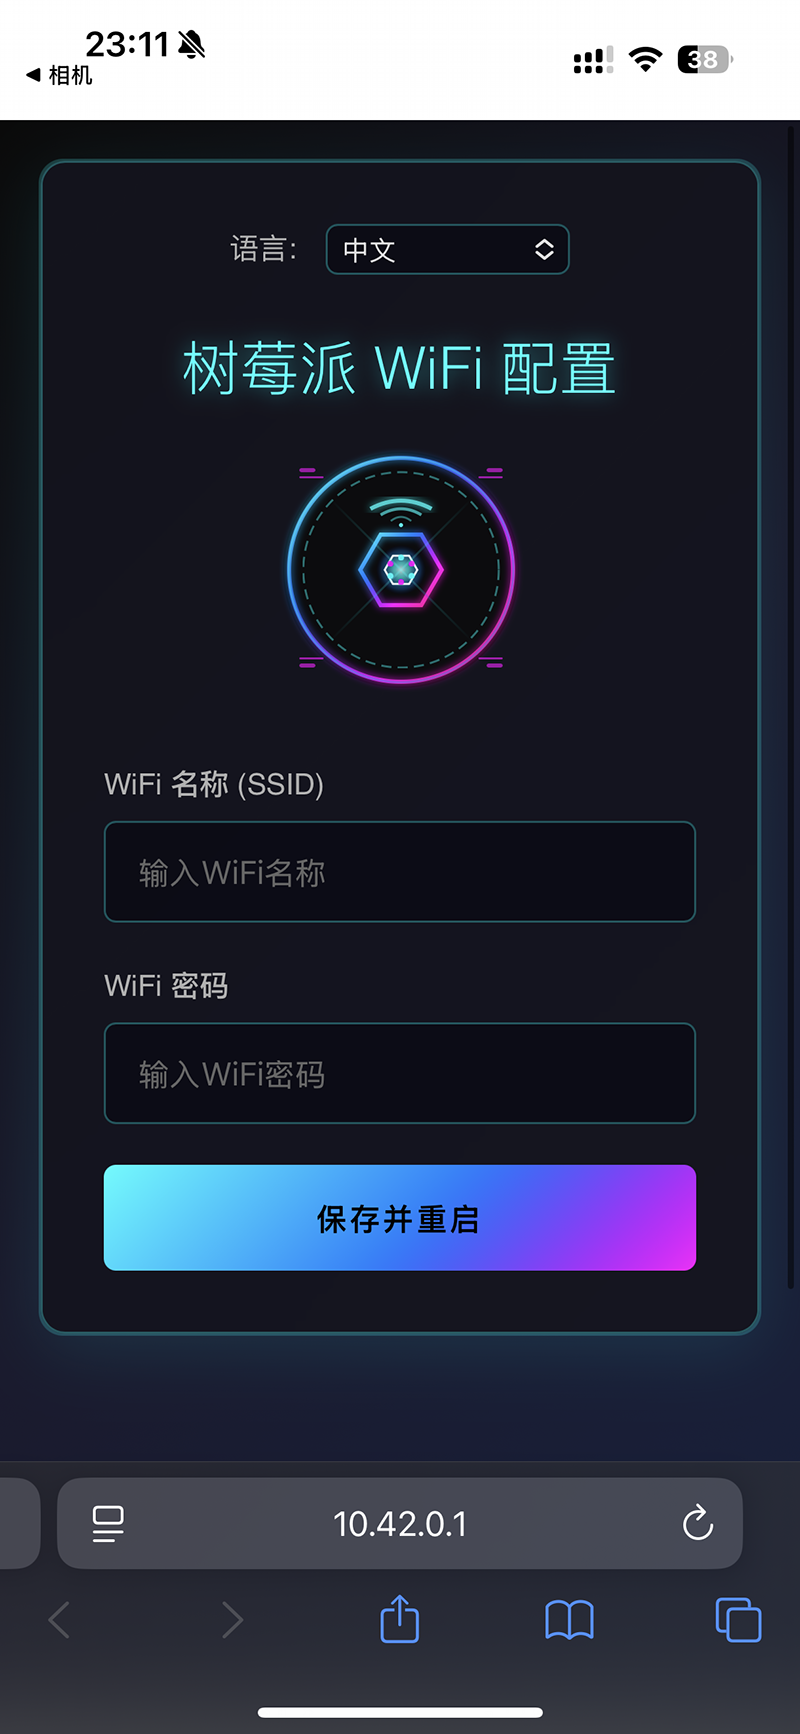 23:11
38
◀ 相机
语言:
中文
树莓派 WiFi 配置
WiFi 名称 (SSID)
输入WiFi名称
WiFi 密码
输入WiFi密码
保存并重启
10.42.0.1